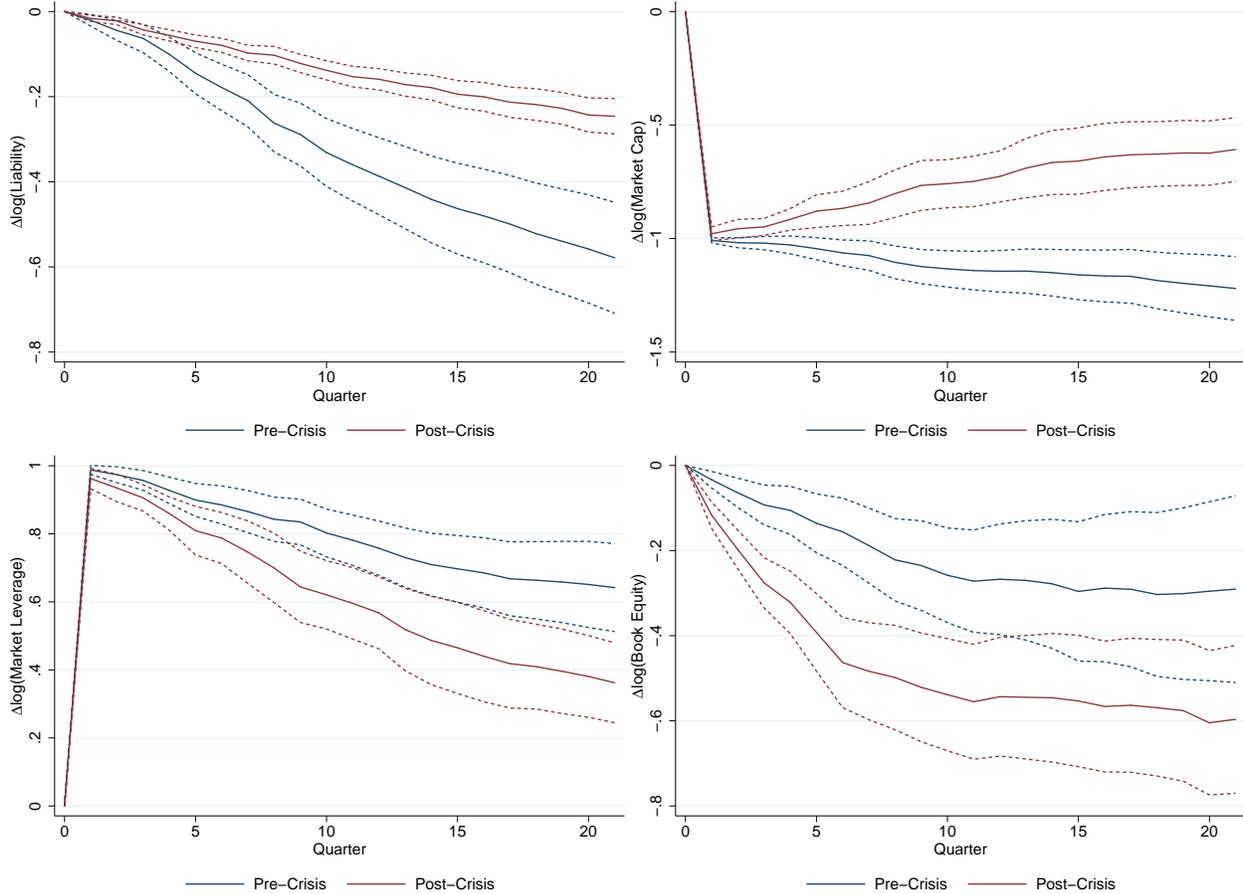 Δlog(Liability)
0
−.2
−.4
−.6
−.8
0 5 10 15 20
Quarter
Pre−Crisis Post−Crisis
Δlog(Market Cap)
0
−.5
−1
−1.5
0 5 10 15 20
Quarter
Pre−Crisis Post−Crisis
Δlog(Market Leverage)
1
.8
.6
.4
.2
0
0 5 10 15 20
Quarter
Pre−Crisis Post−Crisis
Δlog(Book Equity)
0
−.2
−.4
−.6
−.8
0 5 10 15 20
Quarter
Pre−Crisis Post−Crisis